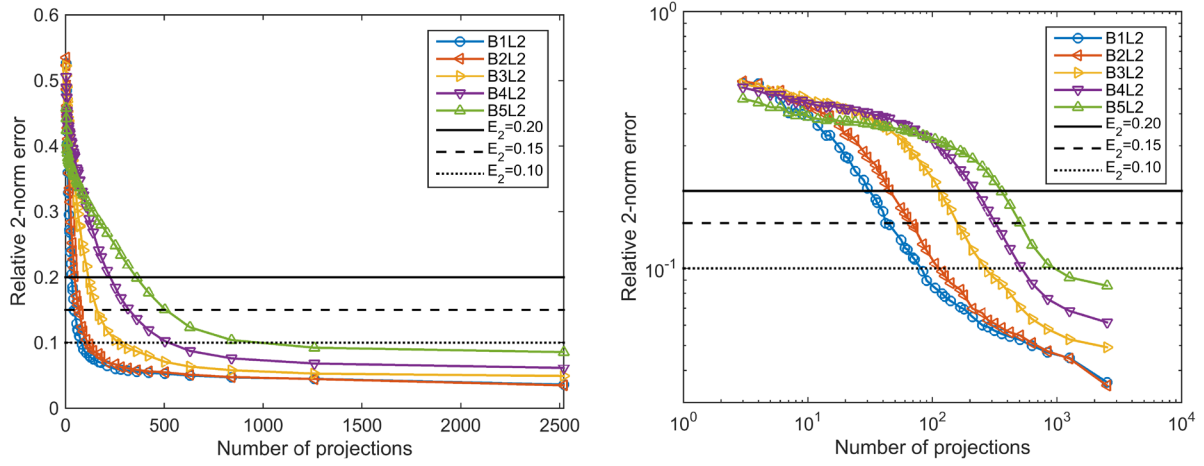 0.6
0.5
0.4
0.3
0.2
0.1
0
0
500
1000
1500
2000
2500
Relative 2-norm error
Number of projections
B1L2
B2L2
B3L2
B4L2
B5L2
E2=0.20
E2=0.15
E2=0.10
10^0
10^-1
10^0
10^1
10^2
10^3
10^4
Relative 2-norm error
Number of projections
B1L2
B2L2
B3L2
B4L2
B5L2
E2=0.20
E2=0.15
E2=0.10